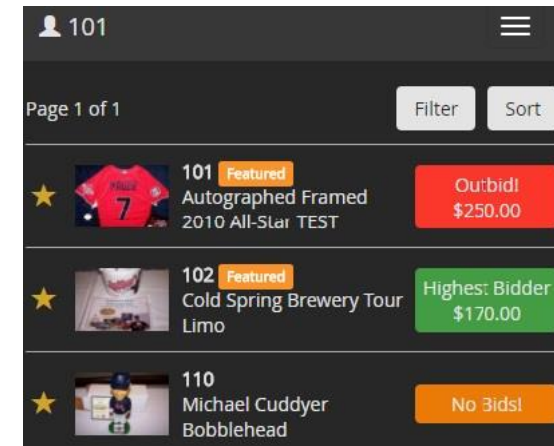 101
Page 1 of 1
Filter
Sort
101 Featured
Autographed Framed
2010 All-Star TEST
Outbid!
$250.00
102 Featured
Cold Spring Brewery Tour
Limo
Highest Bidder
$170.00
110
Michael Cuddyer
Bobblehead
No Bids!
7